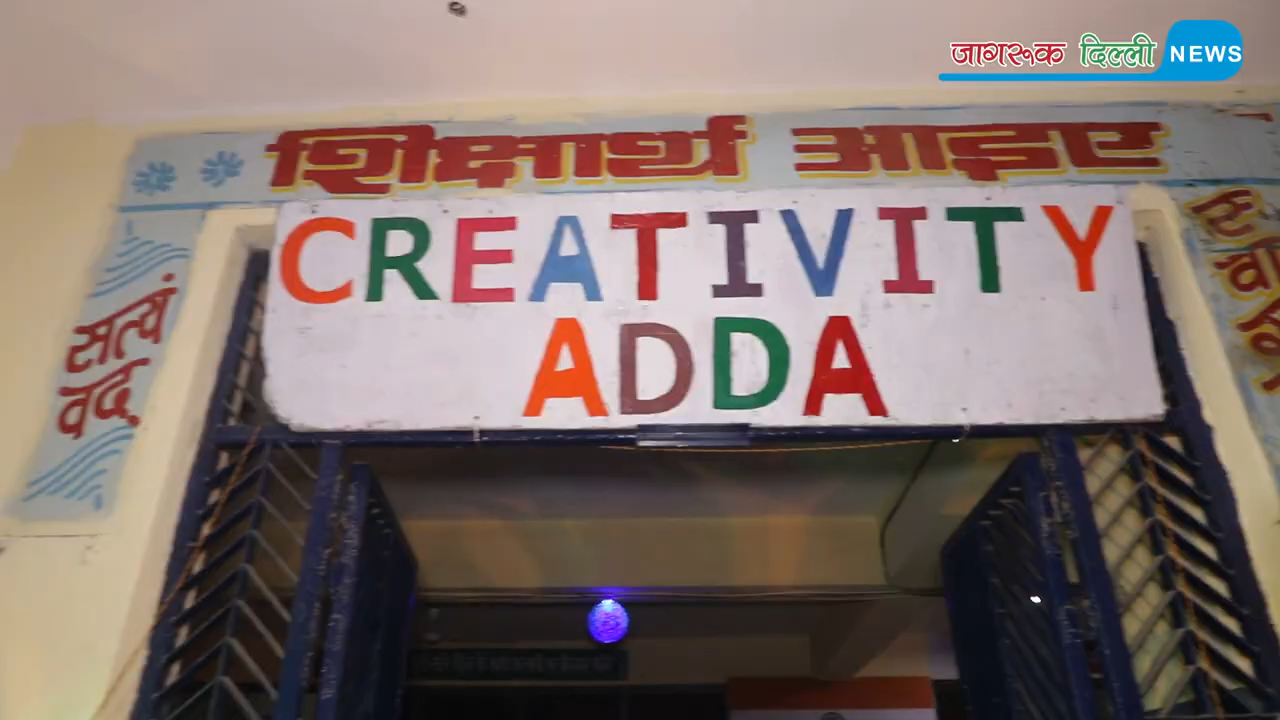 जागरूक दिल्ली NEWS
शिक्षार्थ आइए
CREATIVITY
ADDA
सत्यं
वद